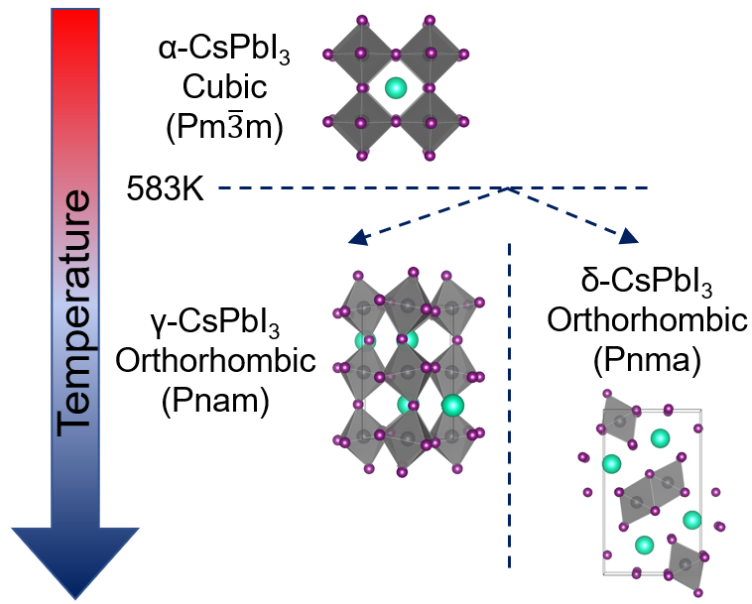 α-CsPbI₃
Cubic
(Pm3̅m)
583K
Temperature
γ-CsPbI₃
Orthorhombic
(Pnam)
δ-CsPbI₃
Orthorhombic
(Pnma)